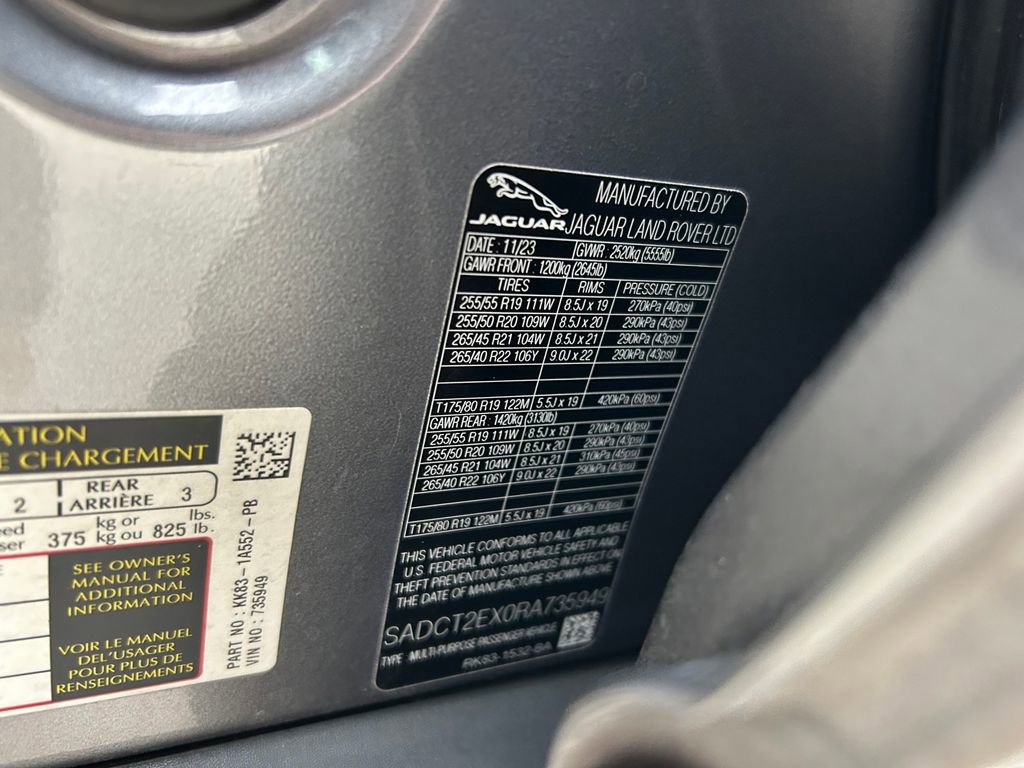 JAGUAR
MANUFACTURED BY
JAGUAR LAND ROVER LTD
DATE : 11/23 GVWR : 2520kg (5555lb)
GAWR FRONT : 1200kg (2645lb)
TIRES RIMS PRESSURE (COLD)
255/55 R19 111W 8.5J x 19 270kPa (40psi)
255/50 R20 109W 8.5J x 20 290kPa (43psi)
265/45 R21 104W 8.5J x 21 290kPa (43psi)
265/40 R22 106Y 9.0J x 22 290kPa (43psi)
T175/80 R19 122M 5.5J x 19 420kPa (60psi)
GAWR REAR : 1420kg (3130lb)
255/55 R19 111W 8.5J x 19 270kPa (40psi)
255/50 R20 109W 8.5J x 20 290kPa (43psi)
265/45 R21 104W 8.5J x 21 310kPa (45psi)
265/40 R22 106Y 9.0J x 22 290kPa (43psi)
T175/80 R19 122M 5.5J x 19 420kPa (60psi)
THIS VEHICLE CONFORMS TO ALL APPLICABLE
U.S. FEDERAL MOTOR VEHICLE SAFETY AND
THEFT PREVENTION STANDARDS IN EFFECT ON
THE DATE OF MANUFACTURE SHOWN ABOVE
SADCT2EX0RA735949
TYPE : MULTI-PURPOSE PASSENGER VEHICLE
RK83-1532-BA
ATION
E CHARGEMENT
2 REAR
ARRIÈRE 3
eed
ser 375 kg or
kg ou 825 lbs.
lb.
SEE OWNER'S
MANUAL FOR
ADDITIONAL
INFORMATION
VOIR LE MANUEL
DEL'USAGER
POUR PLUS DE
RENSEIGNEMENTS
PART NO : KK83-1A552-PB
VIN NO : 735949